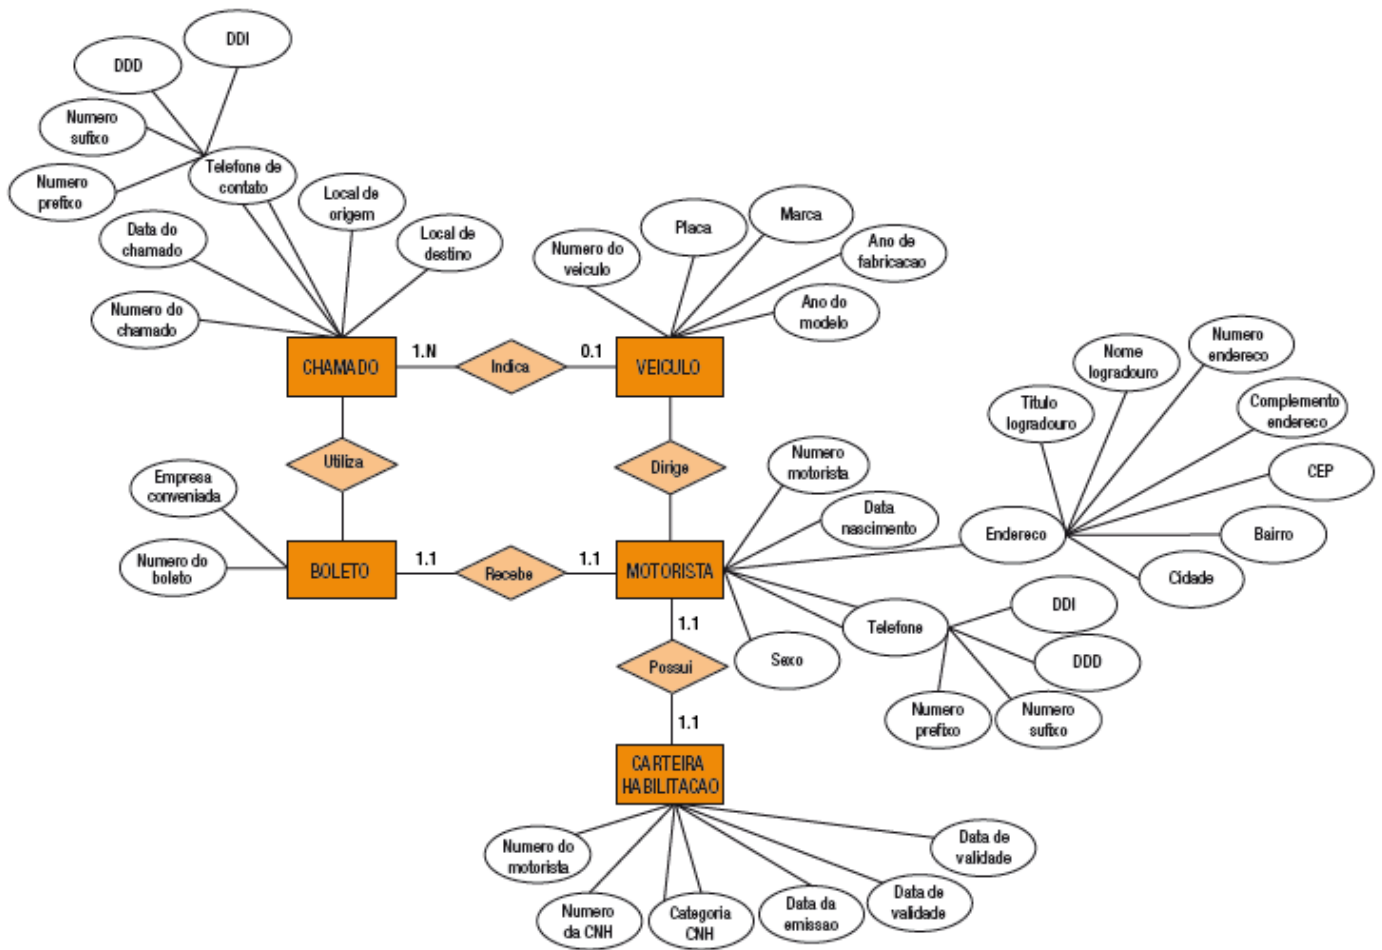 DDI
DDD
Numero
sufixo
Numero
prefixo
Telefone de
contato
Local de
origem
Data do
chamado
Local de
destino
Numero do
chamado
Numero do
veiculo
Placa
Marca
Ano de
fabricacao
Ano do
modelo
CHAMADO
1.N
Indica
0.1
VEICULO
Utiliza
Dirige
Empresa
conveniada
Numero do
boleto
BOLETO
1.1
Recebe
1.1
MOTORISTA
Numero
motorista
Data
nascimento
Endereco
Titulo
logradouro
Nome
logradouro
Numero
endereco
Complemento
endereco
CEP
Bairro
Cidade
Telefone
DDI
DDD
Numero
prefixo
Numero
sufixo
Sexo
1.1
Possui
1.1
CARTEIRA
HABILITACAO
Numero do
motorista
Numero
da CNH
Categoria
CNH
Data da
emissao
Data de
validade
Data de
validade